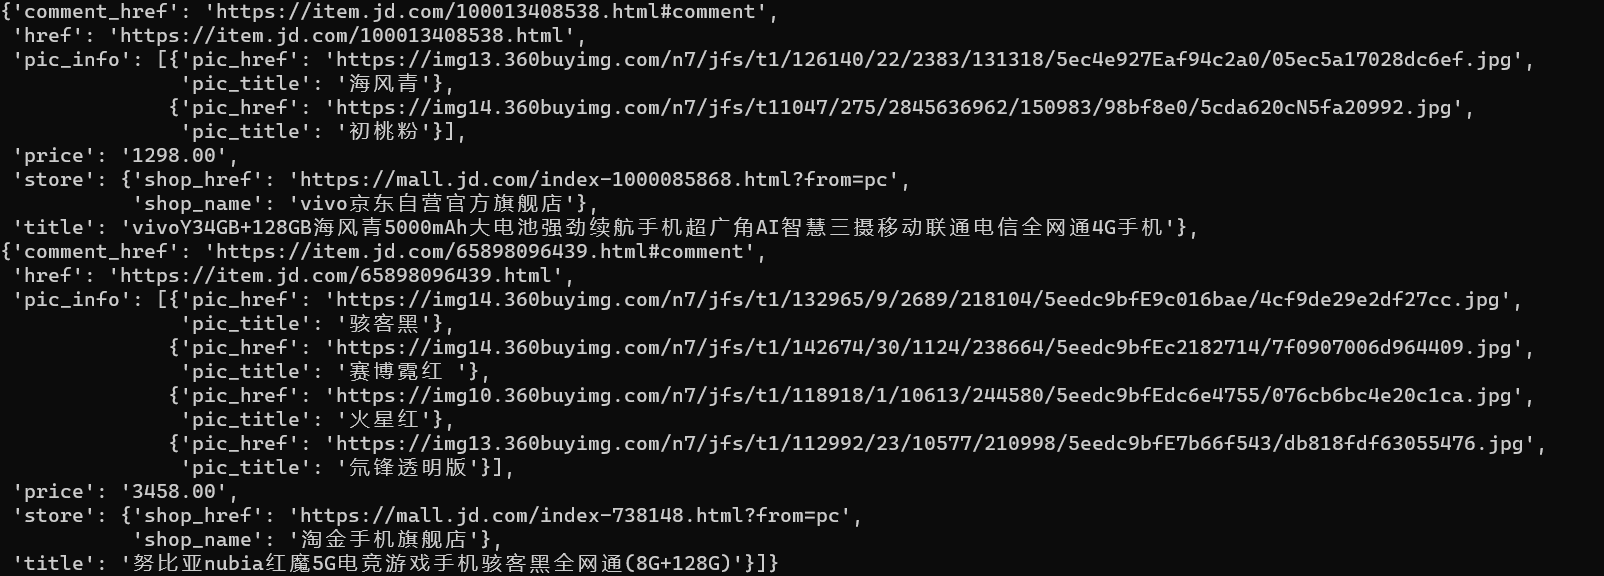 {'comment_href': 'https://item.jd.com/100013408538.html#comment',
'href': 'https://item.jd.com/100013408538.html',
'pic_info': [{'pic_href': 'https://img13.360buyimg.com/n7/jfs/t1/126140/22/2383/131318/5ec4e927Eaf94c2a0/05ec5a17028dc6ef.jpg',
'pic_title': '海风青'},
{'pic_href': 'https://img14.360buyimg.com/n7/jfs/t11047/275/2845636962/150983/98bf8e0/5cda620cN5fa20992.jpg',
'pic_title': '初桃粉'}],
'price': '1298.00',
'store': {'shop_href': 'https://mall.jd.com/index-1000085868.html?from=pc',
'shop_name': 'vivo京东自营官方旗舰店'},
'title': 'vivoY34GB+128GB海风青5000mAh大电池强劲续航手机超广角AI智慧三摄移动联通电信全网通4G手机'},
{'comment_href': 'https://item.jd.com/65898096439.html#comment',
'href': 'https://item.jd.com/65898096439.html',
'pic_info': [{'pic_href': 'https://img14.360buyimg.com/n7/jfs/t1/132965/9/2689/218104/5eedc9bfE9c016bae/4cf9de29e2df27cc.jpg',
'pic_title': '骇客黑'},
{'pic_href': 'https://img14.360buyimg.com/n7/jfs/t1/142674/30/1124/238664/5eedc9bfEc2182714/7f0907006d964409.jpg',
'pic_title': '赛博霓红 '},
{'pic_href': 'https://img10.360buyimg.com/n7/jfs/t1/118918/1/10613/244580/5eedc9bfEdc6e4755/076cb6bc4e20c1ca.jpg',
'pic_title': '火星红'},
{'pic_href': 'https://img13.360buyimg.com/n7/jfs/t1/112992/23/10577/210998/5eedc9bfE7b66f543/db818fdf63055476.jpg',
'pic_title': '氘锋透明版'}],
'price': '3458.00',
'store': {'shop_href': 'https://mall.jd.com/index-738148.html?from=pc',
'shop_name': '淘金手机旗舰店'},
'title': '努比亚nubia红魔5G电竞游戏手机骇客黑全网通(8G+128G)'}]}